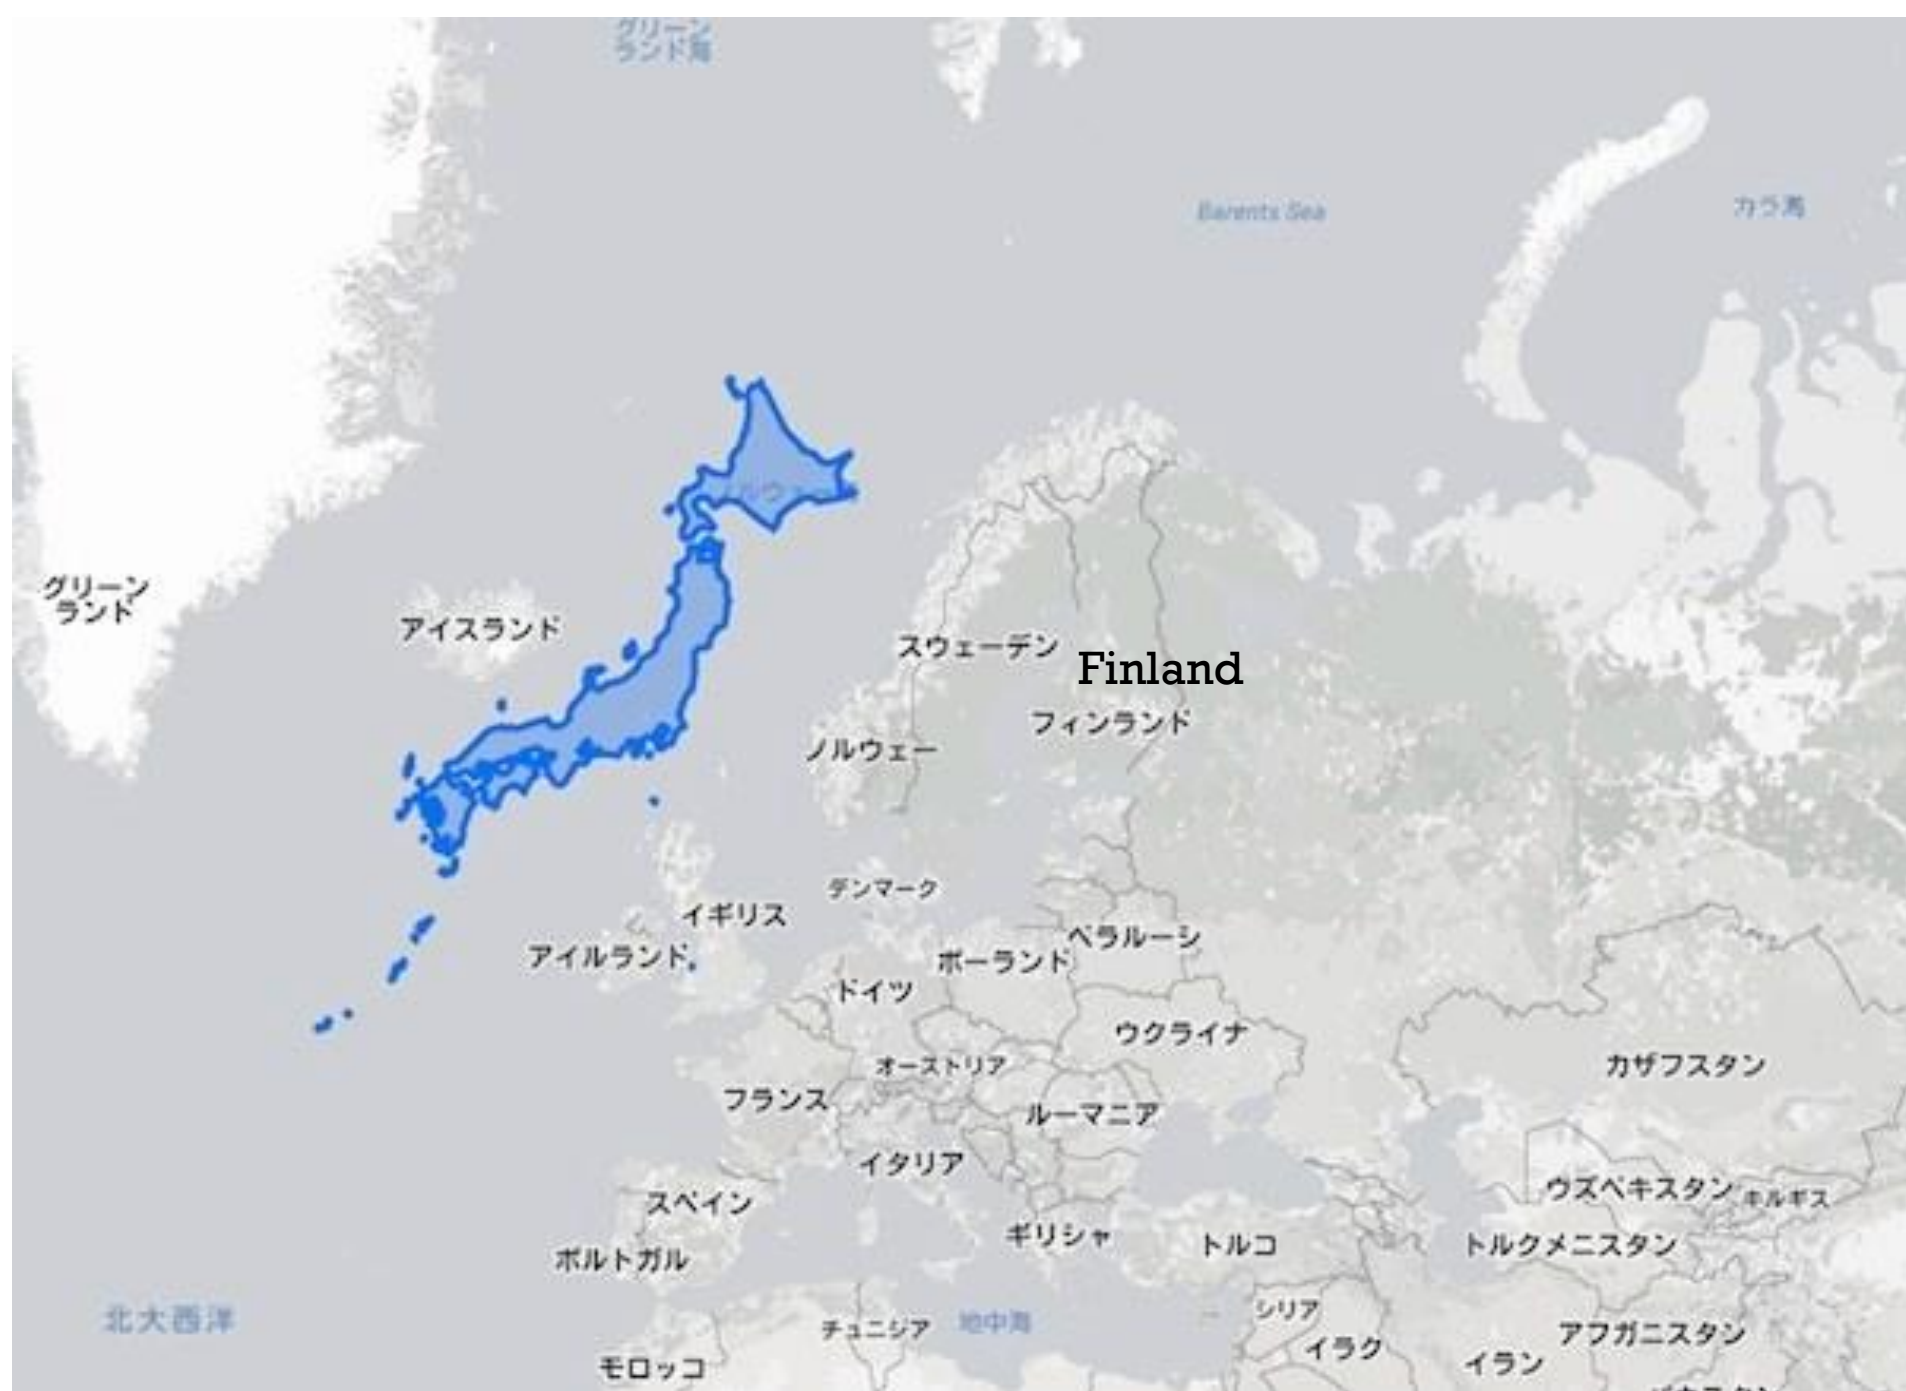 グリーン
ランド海
Barents Sea
カラ海
グリーン
ランド
アイスランド
スウェーデン
Finland
フィンランド
ノルウェー
デンマーク
イギリス
アイルランド
ベラルーシ
ポーランド
ドイツ
ウクライナ
オーストリア
カザフスタン
フランス
ルーマニア
イタリア
スペイン
ウズベキスタン
キルギス
ギリシャ
トルコ
トルクメニスタン
ポルトガル
北大西洋
チュニジア
地中海
シリア
イラク
アフガニスタン
イラン
モロッコ